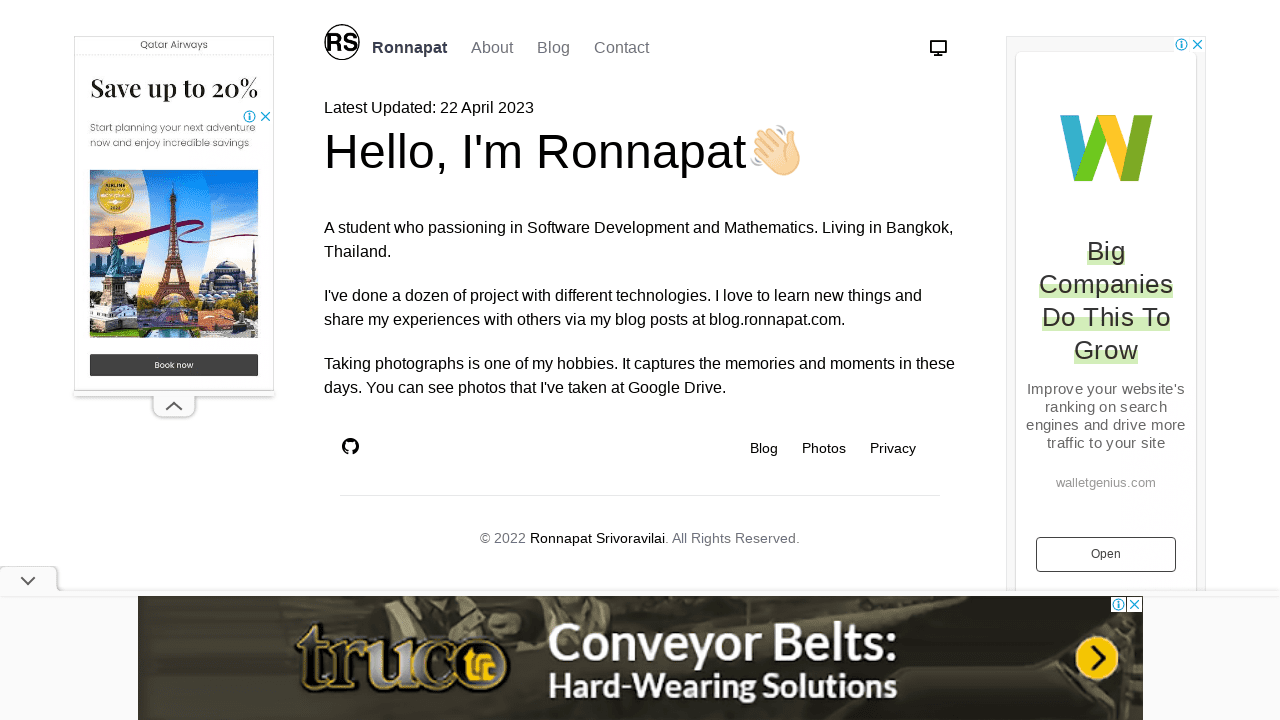 RS
Ronnapat
About
Blog
Contact
Latest Updated: 22 April 2023
Hello, I'm Ronnapat
A student who passioning in Software Development and Mathematics. Living in Bangkok,
Thailand.
I've done a dozen of project with different technologies. I love to learn new things and
share my experiences with others via my blog posts at blog.ronnapat.com.
Taking photographs is one of my hobbies. It captures the memories and moments in these
days. You can see photos that I've taken at Google Drive.
Blog
Photos
Privacy
© 2022 Ronnapat Srivoravilai. All Rights Reserved.
Qatar Airways
Save up to 20%
Start planning your next adventure
now and enjoy incredible savings
Book now
Big
Companies
Do This To
Grow
Improve your website's
ranking on search
engines and drive more
traffic to your site
walletgenius.com
Open
truco
Conveyor Belts:
Hard-Wearing Solutions